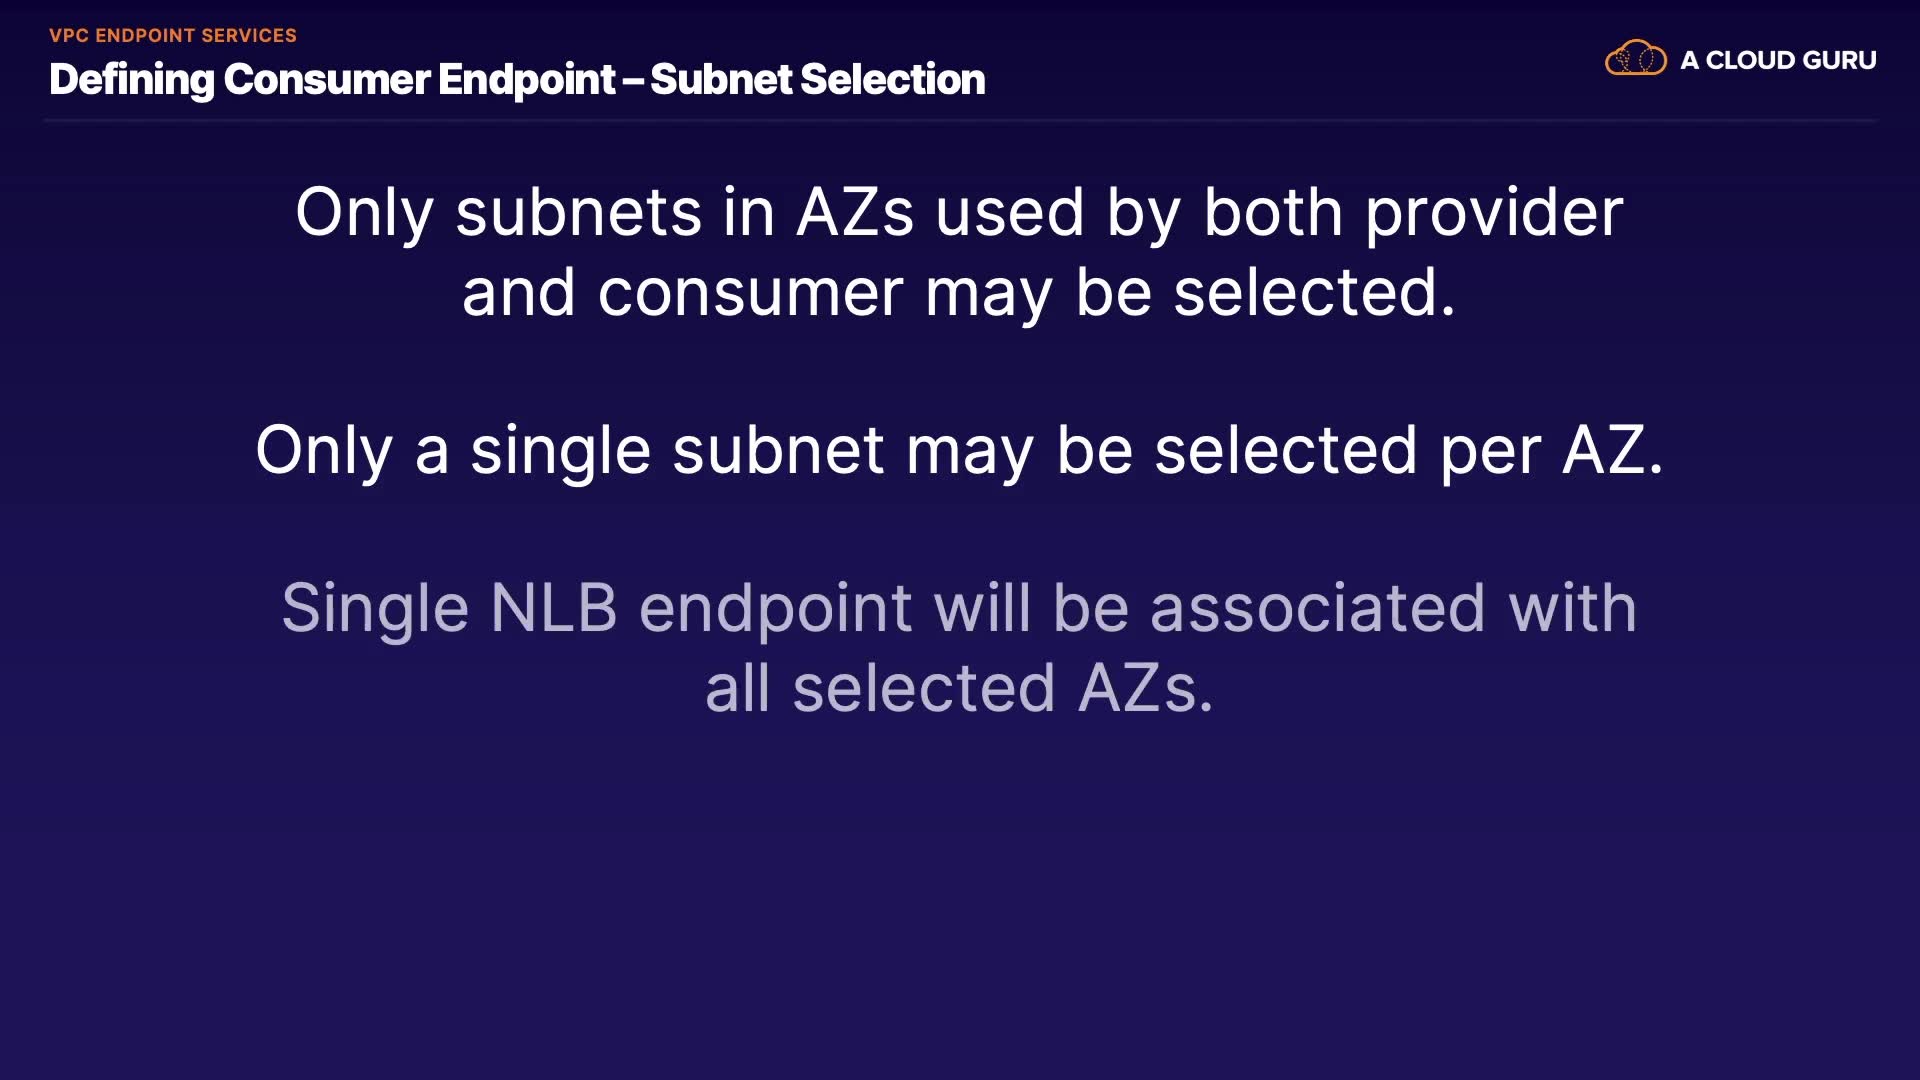 VPC ENDPOINT SERVICES
Defining Consumer Endpoint – Subnet Selection
A CLOUD GURU
Only subnets in AZs used by both provider
and consumer may be selected.
Only a single subnet may be selected per AZ.
Single NLB endpoint will be associated with
all selected AZs.